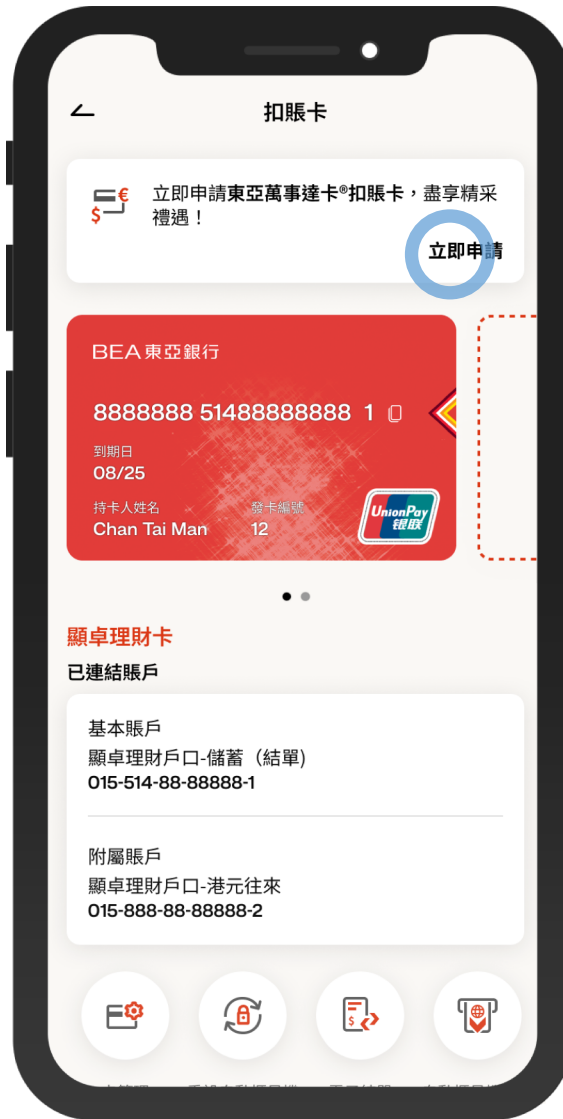 扣賬卡
立即申請東亞萬事達卡®扣賬卡，盡享精采
禮遇！
立即申請
BEA東亞銀行
8888888 51488888888 1
到期日
08/25
持卡人姓名 發卡編號
Chan Tai Man 12
UnionPay
银联
顯卓理財卡
已連結賬戶
基本賬戶
顯卓理財戶口-儲蓄（結單)
015-514-88-88888-1
附屬賬戶
顯卓理財戶口-港元往來
015-888-88-88888-2